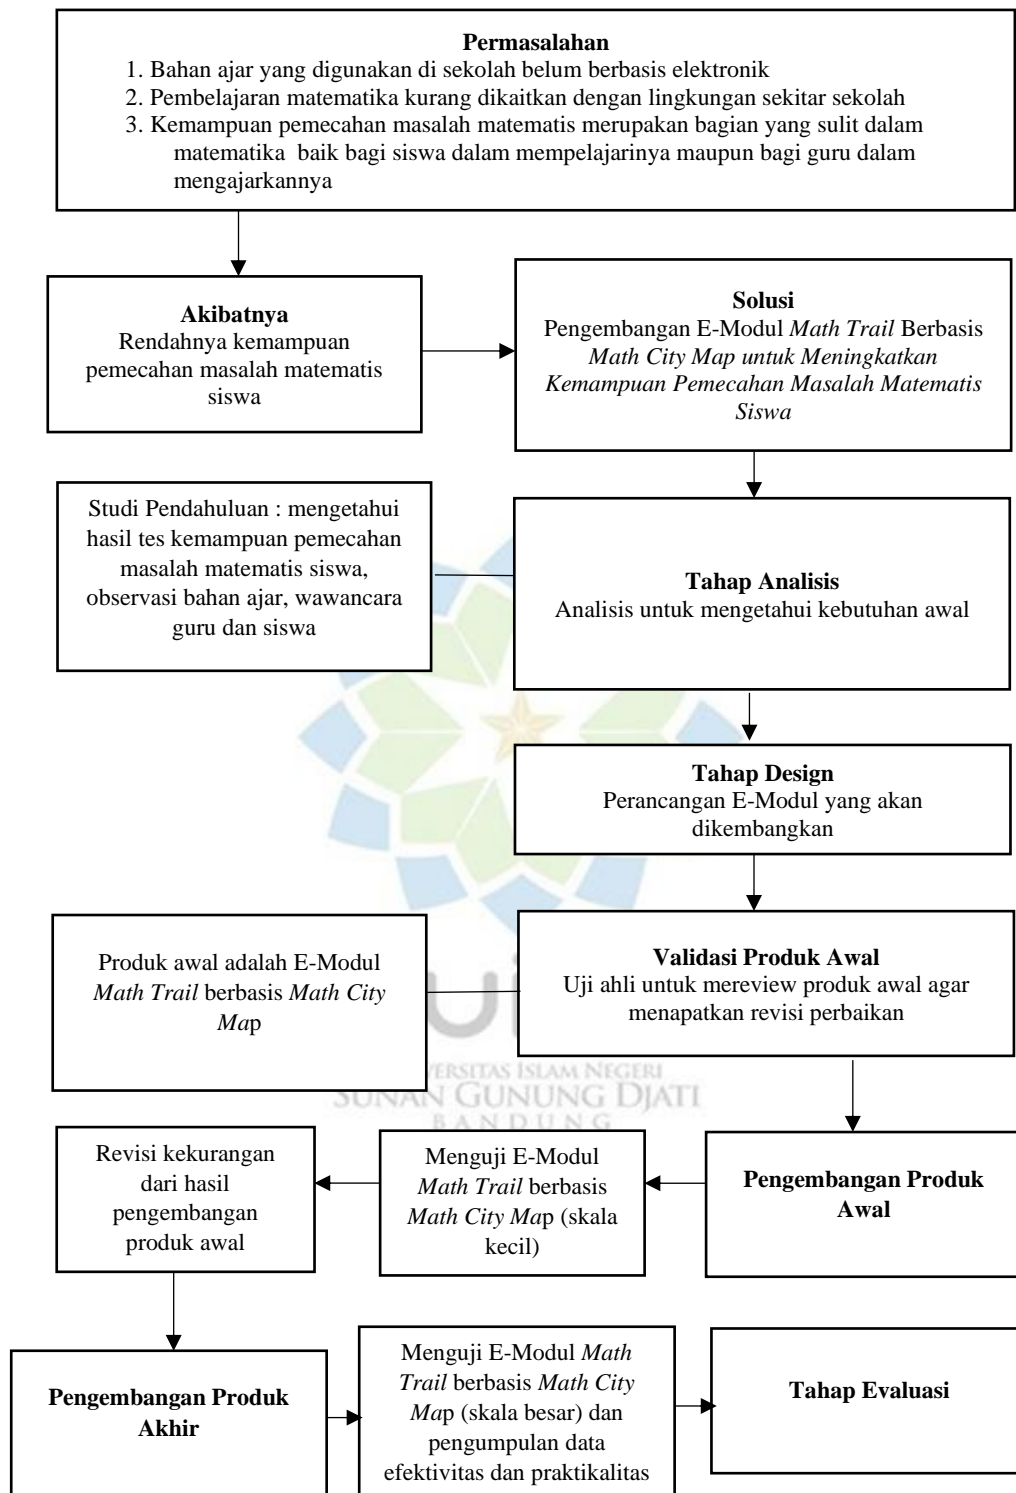 Permasalahan
1. Bahan ajar yang digunakan di sekolah belum berbasis elektronik
2. Pembelajaran matematika kurang dikaitkan dengan lingkungan sekitar sekolah
3. Kemampuan pemecahan masalah matematis merupakan bagian yang sulit dalam
matematika baik bagi siswa dalam mempelajarinya maupun bagi guru dalam
mengajarkannya
Akibatnya
Rendahnya kemampuan
pemecahan masalah matematis
siswa
Solusi
Pengembangan E-Modul Math Trail Berbasis
Math City Map untuk Meningkatkan
Kemampuan Pemecahan Masalah Matematis
Siswa
Studi Pendahuluan : mengetahui
hasil tes kemampuan pemecahan
masalah matematis siswa,
observasi bahan ajar, wawancara
guru dan siswa
Tahap Analisis
Analisis untuk mengetahui kebutuhan awal
Tahap Design
Perancangan E-Modul yang akan
dikembangkan
Produk awal adalah E-Modul
Math Trail berbasis Math City
Map
Validasi Produk Awal
Uji ahli untuk mereview produk awal agar
menapatkan revisi perbaikan
SUNAN GUNUNG DJATI
BANDUNG
Revisi kekurangan
dari hasil
pengembangan
produk awal
Menguji E-Modul
Math Trail berbasis
Math City Map (skala
kecil)
Pengembangan Produk
Awal
Pengembangan Produk
Akhir
Menguji E-Modul Math
Trail berbasis Math City
Map (skala besar) dan
pengumpulan data
efektivitas dan praktikalitas
Tahap Evaluasi